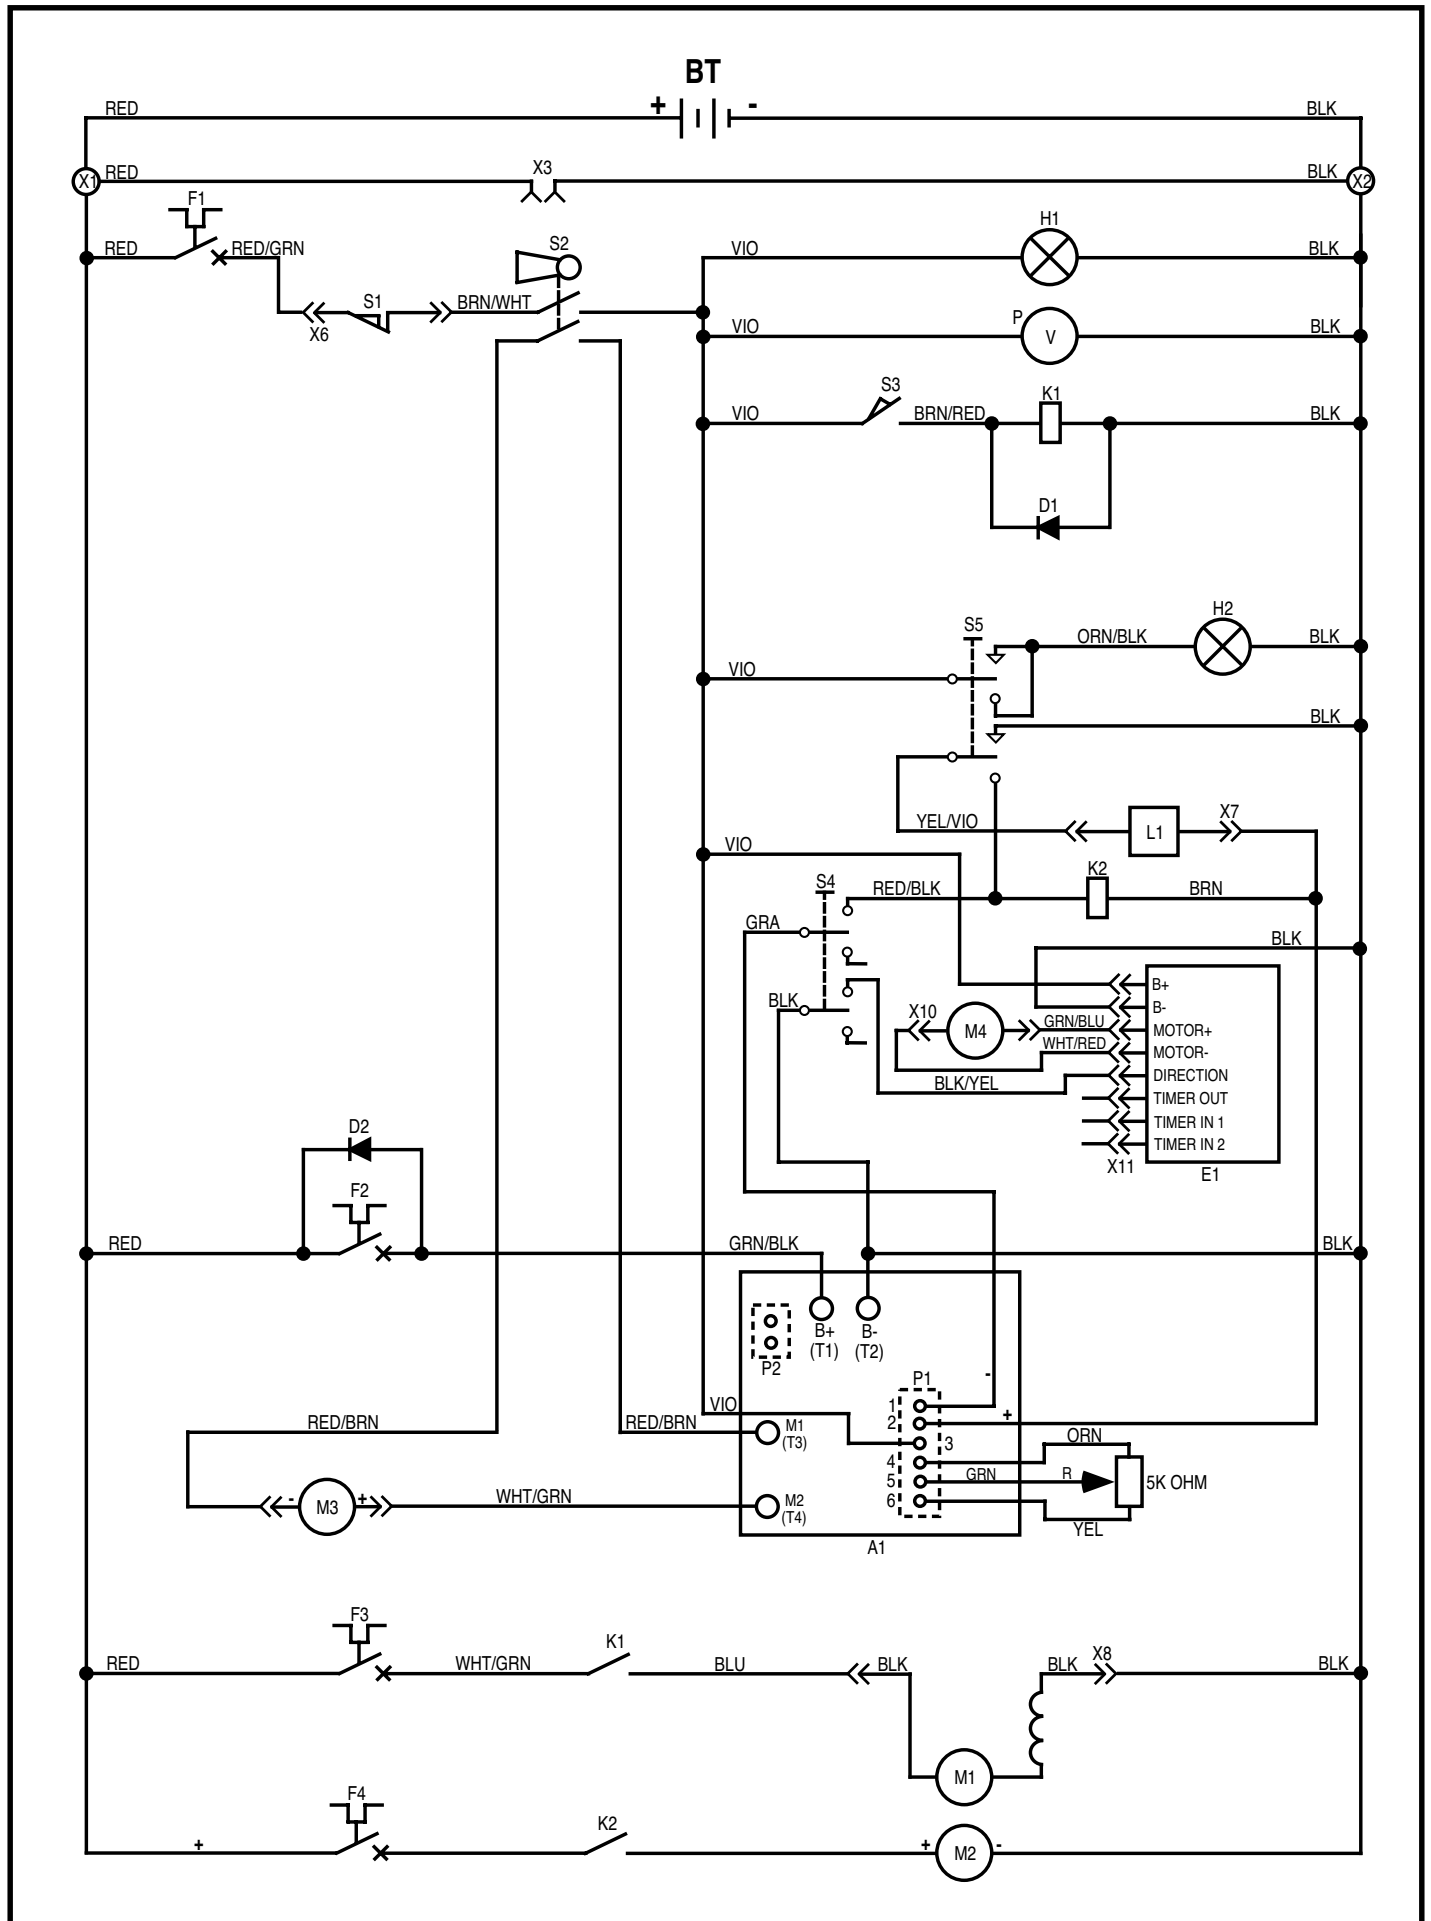 BT
+ -
RED BLK
X1 RED X3 BLK X2
F1
RED RED/GRN S2 VIO H1 BLK
X6 S1 BRN/WHT
VIO P V BLK
VIO S3 BRN/RED K1 BLK
D1
S5 ORN/BLK H2 BLK
VIO
BLK
YEL/VIO L1 X7
VIO
S4 RED/BLK K2 BRN
GRA
BLK
B+
BLK B-
X10 M4 GRN/BLU MOTOR+
WHT/RED MOTOR-
BLK/YEL DIRECTION
TIMER OUT
TIMER IN 1
TIMER IN 2
X11 E1
D2
F2
RED GRN/BLK BLK
B+ B-
(T1) (T2)
P2
P1 -
1
2 +
3
4 ORN
5 GRN R 5K OHM
6 YEL
VIO
RED/BRN RED/BRN M1
(T3)
- M3 + WHT/GRN M2
(T4)
A1
F3
RED WHT/GRN K1 BLU BLK BLK X8 BLK
M1
F4
+ K2 + M2 -